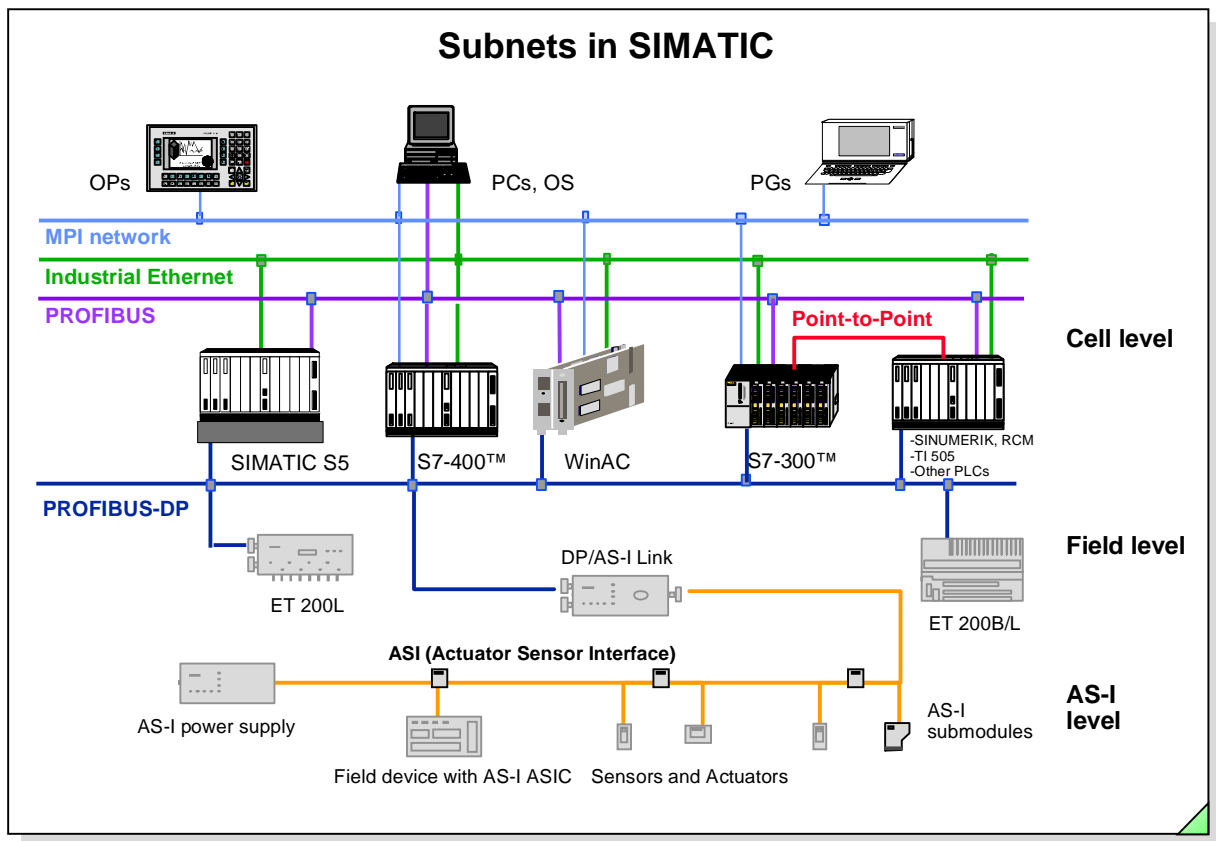 Subnets in SIMATIC
OPs
PCs, OS
PGs
MPI network
Industrial Ethernet
PROFIBUS
Point-to-Point
Cell level
SIMATIC S5
S7-400™
WinAC
S7-300™
-SINUMERIK, RCM
-TI 505
-Other PLCs
PROFIBUS-DP
Field level
ET 200L
DP/AS-I Link
ET 200B/L
ASI (Actuator Sensor Interface)
AS-I
level
AS-I power supply
AS-I
submodules
Field device with AS-I ASIC
Sensors and Actuators